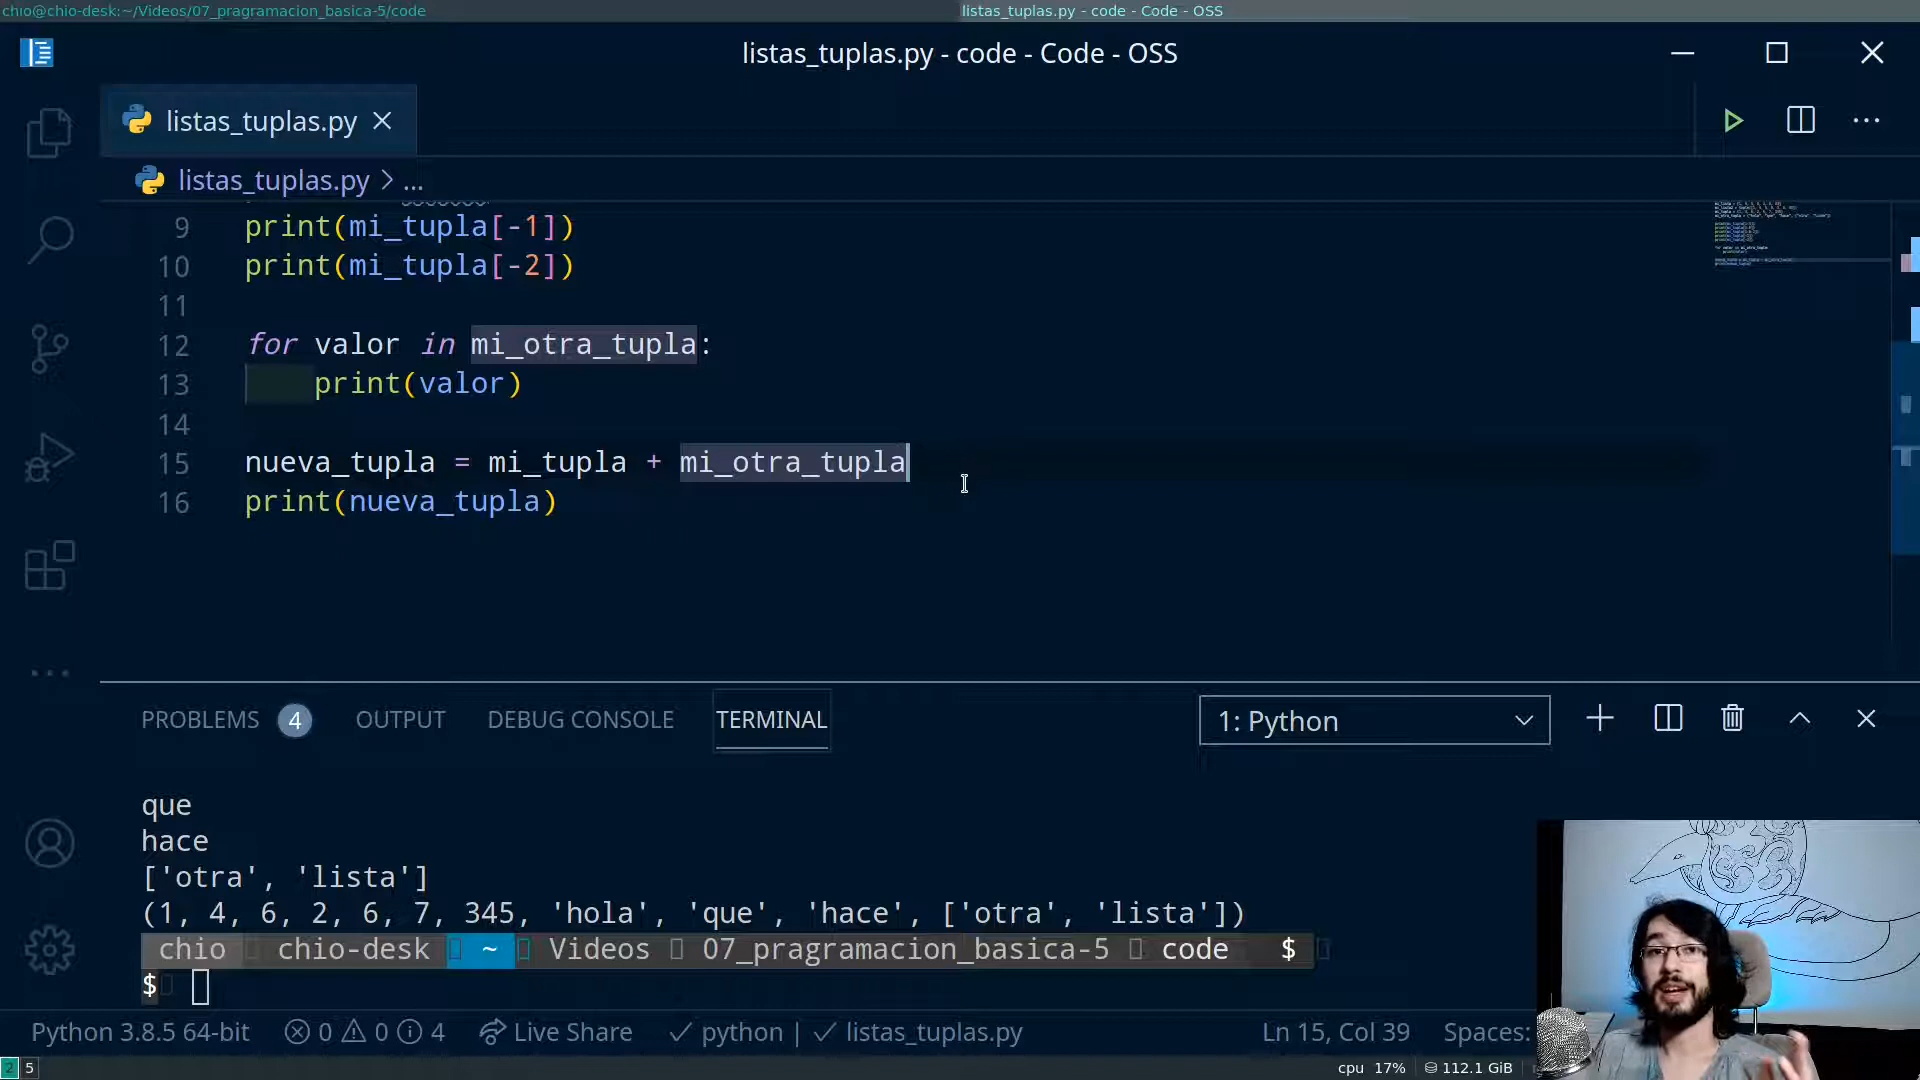 chio@chio-desk:~/Videos/07_pragramacion_basica-5/code
listas_tuplas.py - code - Code - OSS
listas_tuplas.py - code - Code - OSS
listas_tuplas.py
listas_tuplas.py > ...
9 print(mi_tupla[-1])
10 print(mi_tupla[-2])
11
12 for valor in mi_otra_tupla:
13 print(valor)
14
15 nueva_tupla = mi_tupla + mi_otra_tupla
16 print(nueva_tupla)
PROBLEMS 4 OUTPUT DEBUG CONSOLE TERMINAL 1: Python
que
hace
['otra', 'lista']
(1, 4, 6, 2, 6, 7, 345, 'hola', 'que', 'hace', ['otra', 'lista'])
chio chio-desk ~ Videos 07_pragramacion_basica-5 code $
$
Python 3.8.5 64-bit 0 0 4 Live Share python | listas_tuplas.py Ln 15, Col 39 Spaces:
2 5 cpu 17% 112.1 GiB